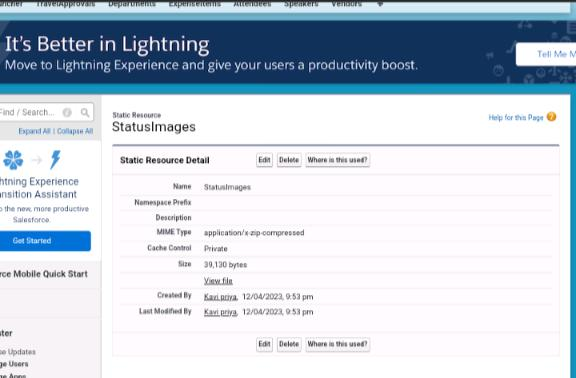 TravelApprovals Departments ExpenseItems Attendees Speakers Vendors +
It's Better in Lightning
Move to Lightning Experience and give your users a productivity boost.
Tell Me M
Find / Search...
Expand All | Collapse All
htning Experience
nsition Assistant
o the new, more productive
Salesforce.
Get Started
rce Mobile Quick Start
ter
se Updates
ge Users
ge Apps
Static Resource
StatusImages
Help for this Page ?
Static Resource Detail
Edit Delete Where is this used?
Name StatusImages
Namespace Prefix
Description
MIME Type application/x-zip-compressed
Cache Control Private
Size 39,130 bytes
View file
Created By Kavi priya, 12/04/2023, 9:53 pm
Last Modified By Kavi priya, 12/04/2023, 9:53 pm
Edit Delete Where is this used?